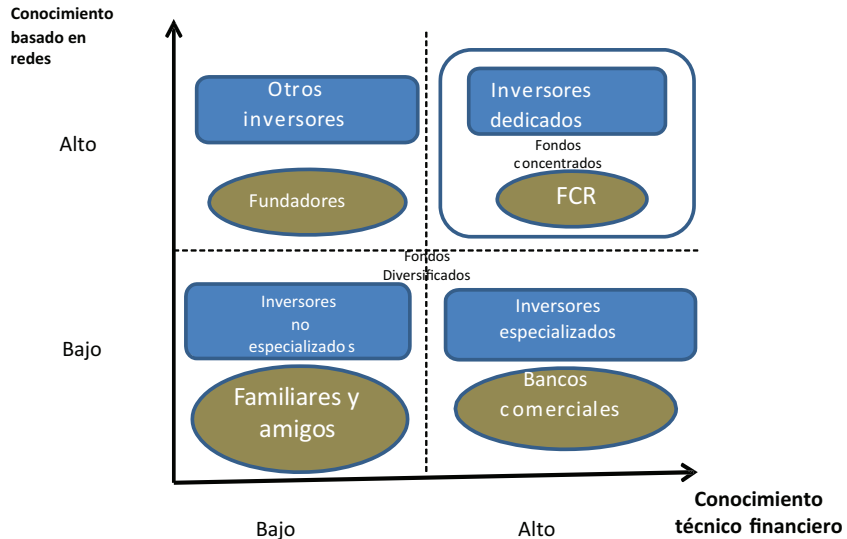 Conocimiento
basado en
redes
Alto
Otros
inversores
Fundadores
Inversores
dedicados
Fondos
concentrados
FCR
Fondos
Diversificados
Bajo
Inversores
no
especializados
Familiares y
amigos
Inversores
especializados
Bancos
comerciales
Bajo
Alto
Conocimiento
técnico financiero